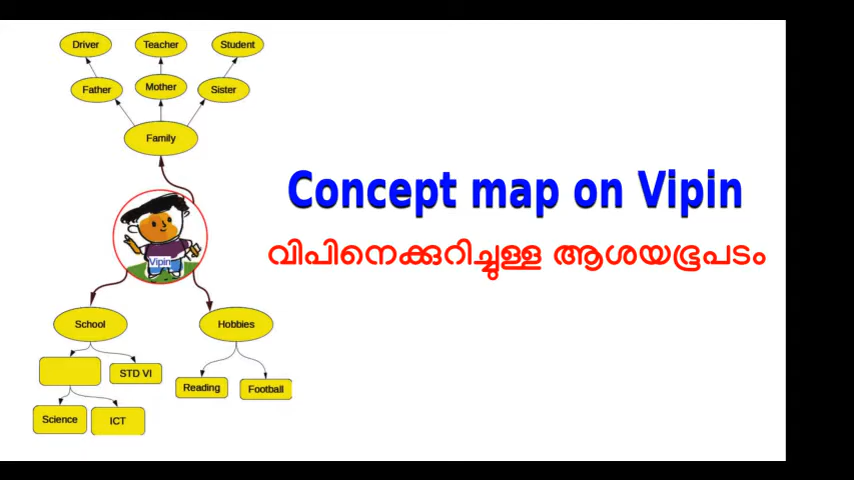 Driver
Teacher
Student
Father
Mother
Sister
Family
Concept map on Vipin
വിപിനെക്കുറിച്ചുള്ള ആശയഭൂപടം
Vipin
School
Hobbies
STD VI
Reading
Football
Science
ICT